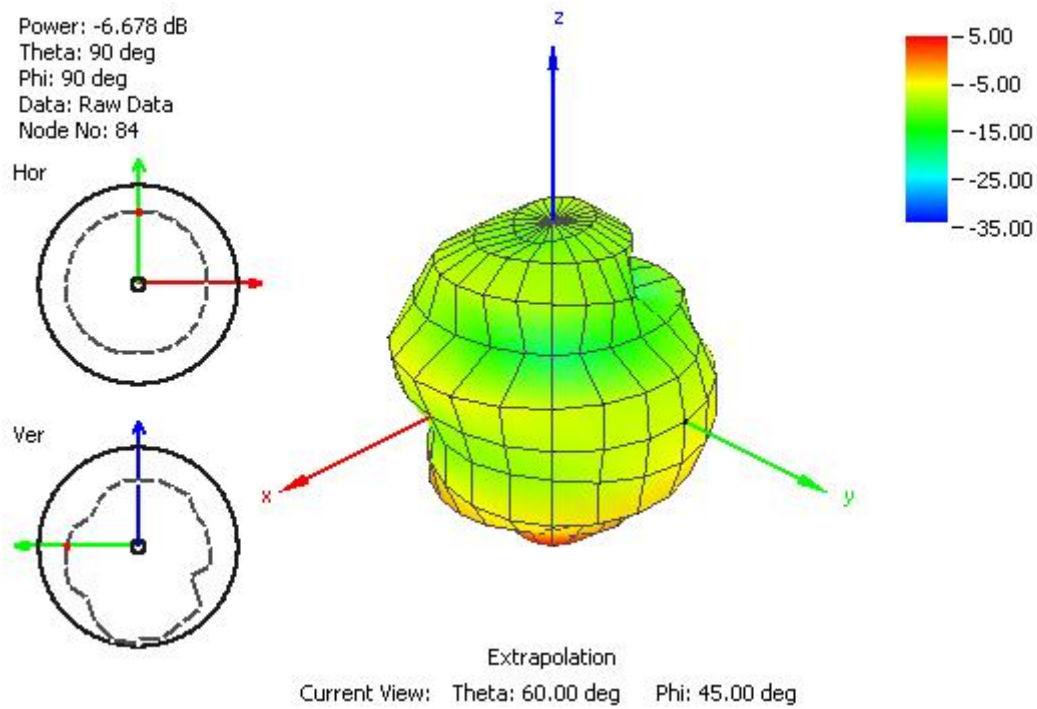 Power: -6.678 dB
Theta: 90 deg
Phi: 90 deg
Data: Raw Data
Node No: 84
Hor
Ver
z
x
y
5.00
-5.00
-15.00
-25.00
-35.00
Extrapolation
Current View: Theta: 60.00 deg Phi: 45.00 deg